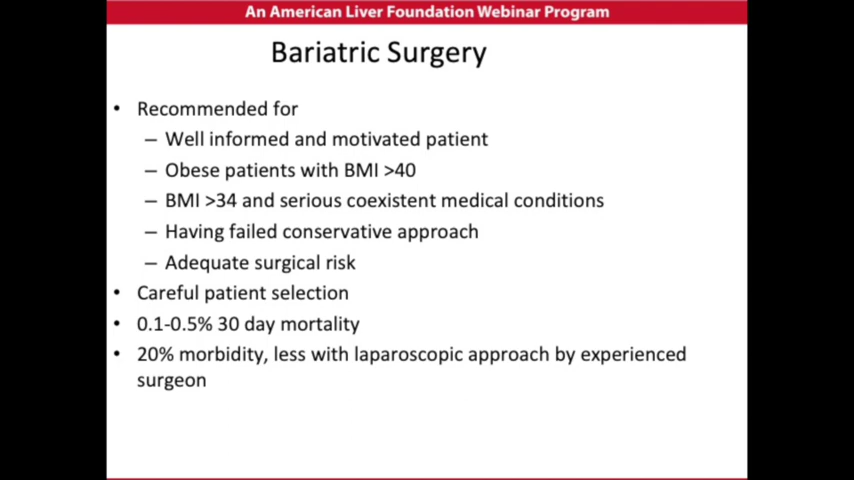 An American Liver Foundation Webinar Program
Bariatric Surgery
• Recommended for
– Well informed and motivated patient
– Obese patients with BMI >40
– BMI >34 and serious coexistent medical conditions
– Having failed conservative approach
– Adequate surgical risk
• Careful patient selection
• 0.1-0.5% 30 day mortality
• 20% morbidity, less with laparoscopic approach by experienced
surgeon